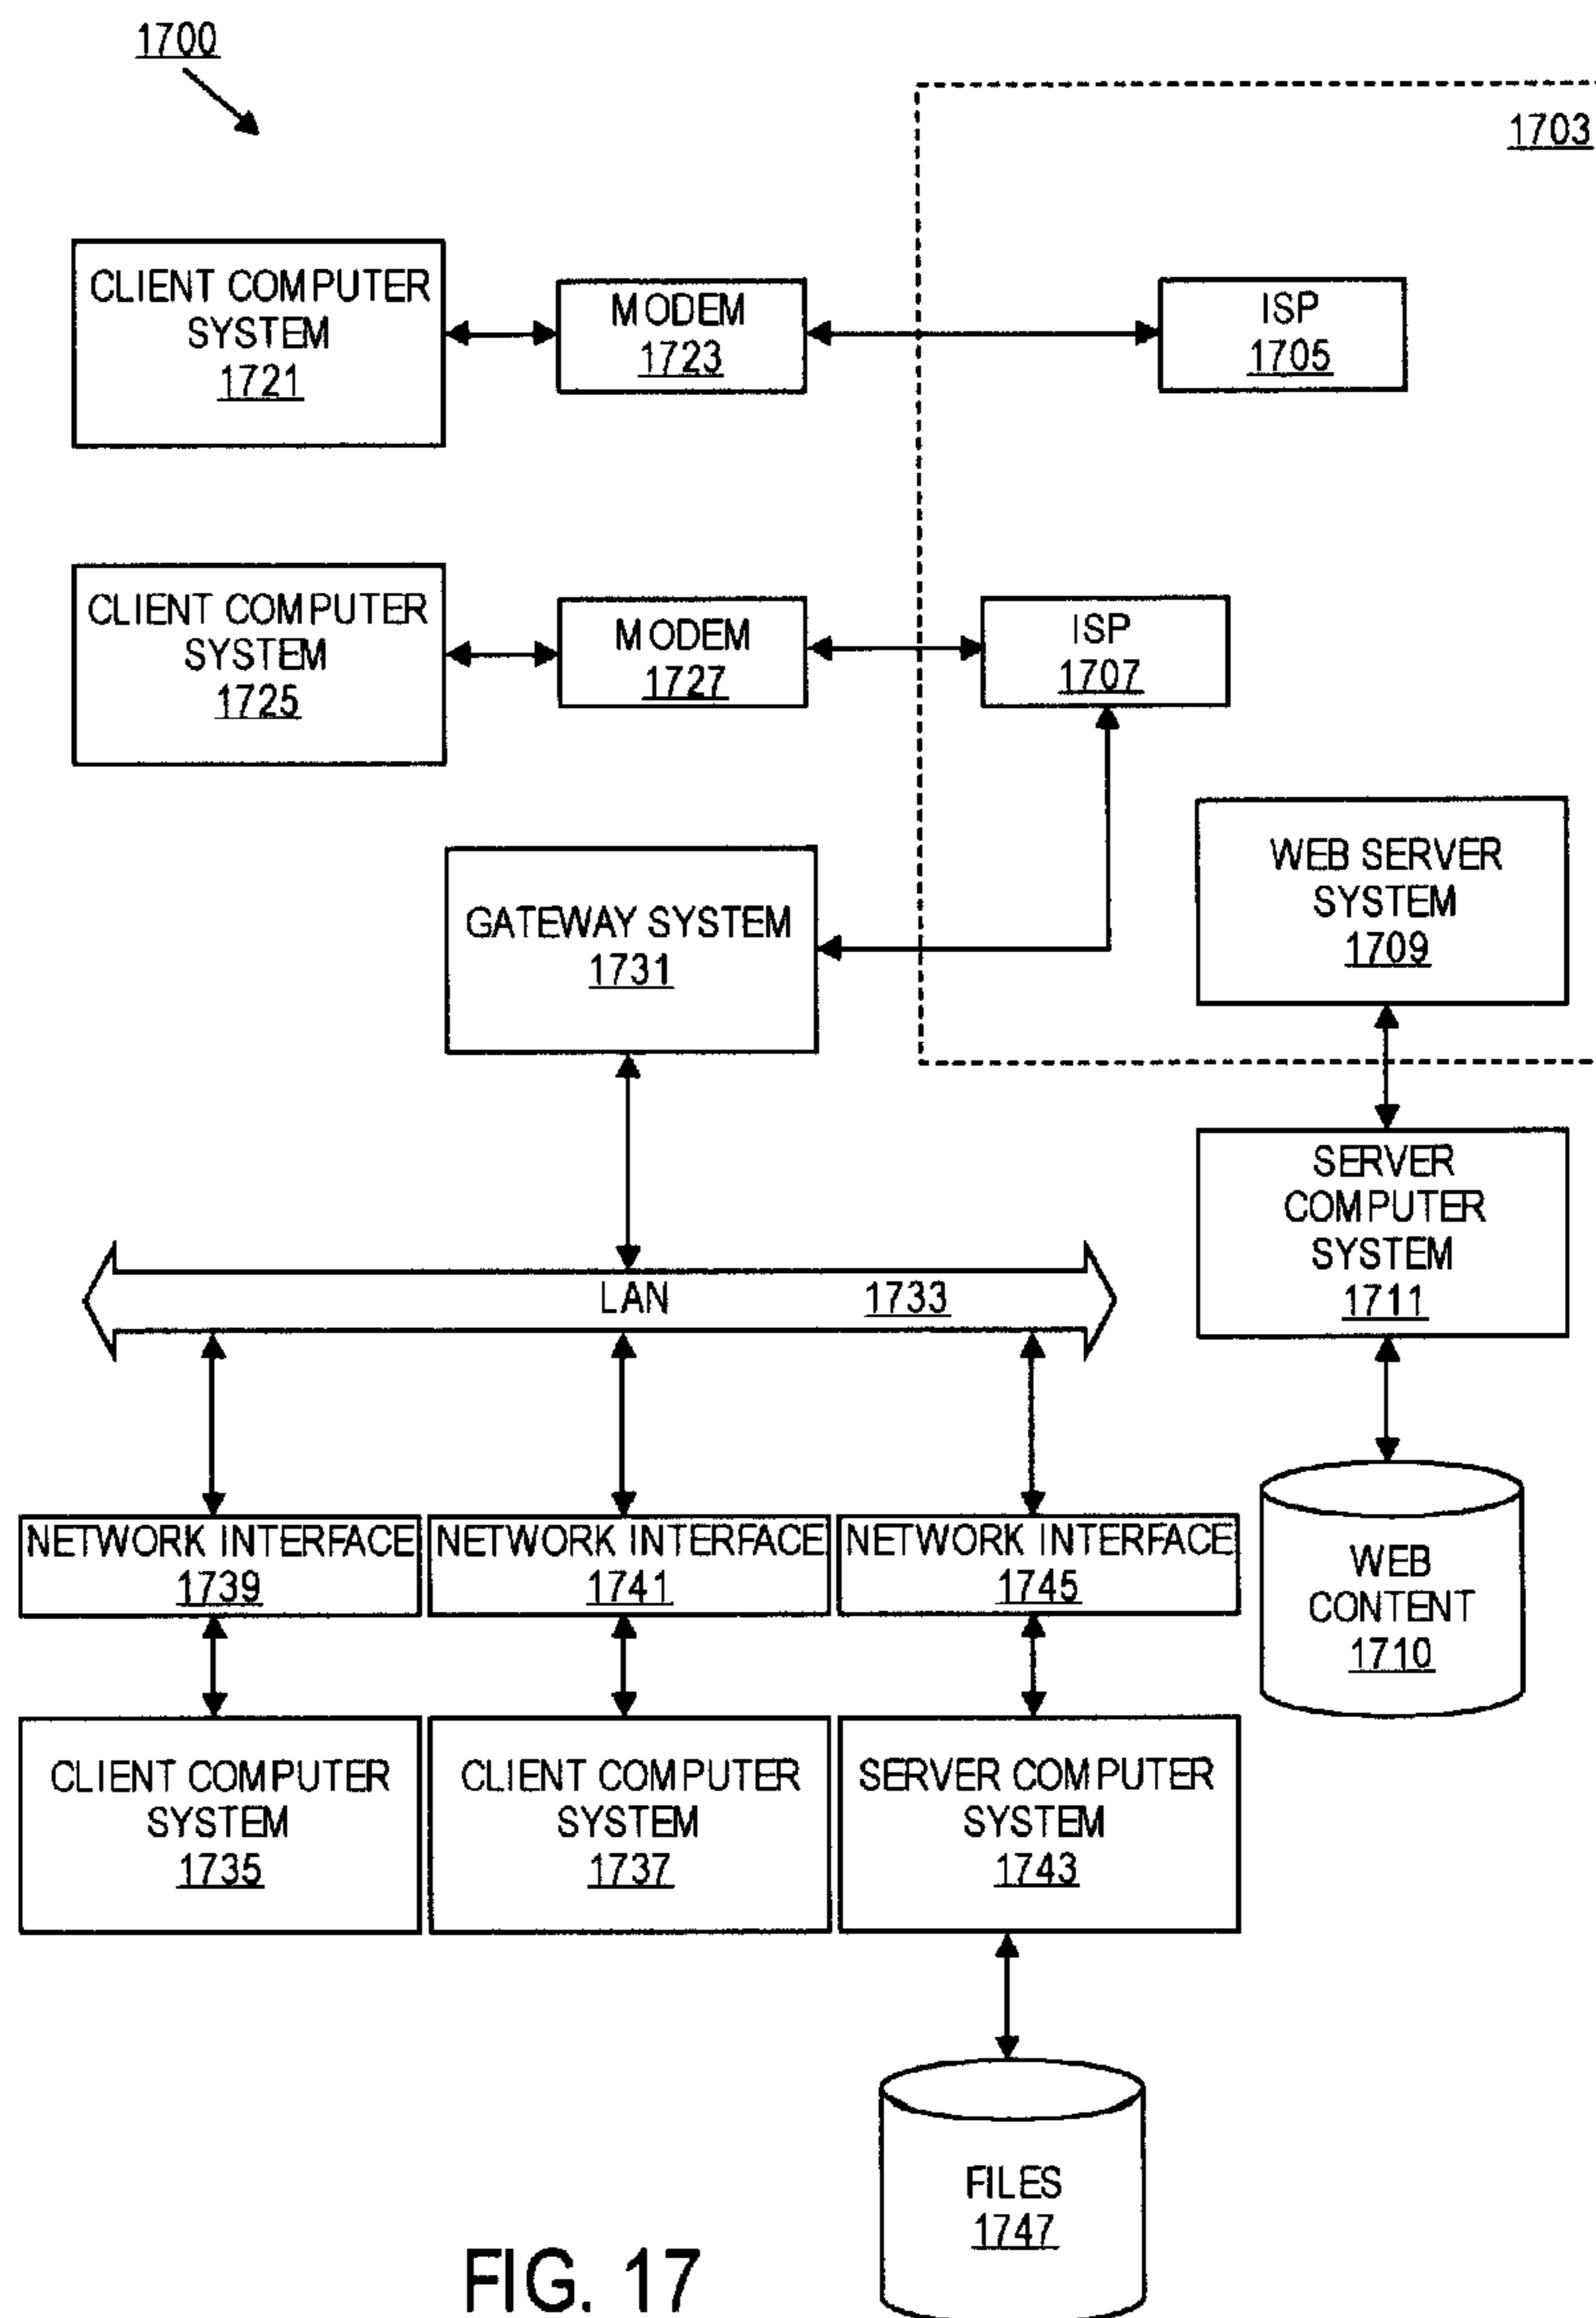 1700
1703
CLIENT COMPUTER
SYSTEM
1721
MODEM
1723
ISP
1705
CLIENT COMPUTER
SYSTEM
1725
MODEM
1727
ISP
1707
GATEWAY SYSTEM
1731
WEB SERVER
SYSTEM
1709
SERVER
COMPUTER
SYSTEM
1711
LAN 1733
NETWORK INTERFACE
1739
NETWORK INTERFACE
1741
NETWORK INTERFACE
1745
WEB
CONTENT
1710
CLIENT COMPUTER
SYSTEM
1735
CLIENT COMPUTER
SYSTEM
1737
SERVER COMPUTER
SYSTEM
1743
FILES
1747
FIG. 17